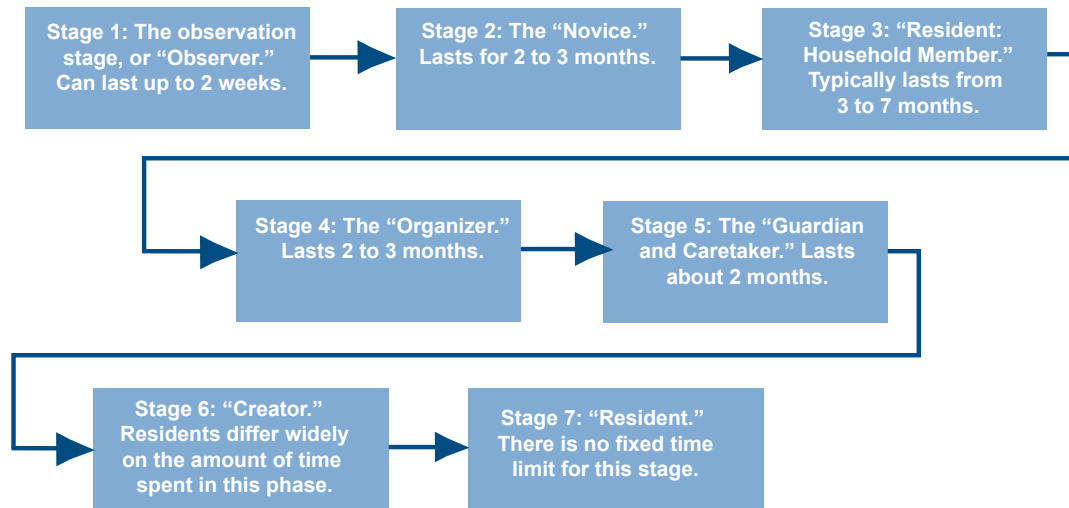 Stage 1: The observation
stage, or “Observer.”
Can last up to 2 weeks.
Stage 2: The “Novice.”
Lasts for 2 to 3 months.
Stage 3: “Resident:
Household Member.”
Typically lasts from
3 to 7 months.
Stage 4: The “Organizer.”
Lasts 2 to 3 months.
Stage 5: The “Guardian
and Caretaker.” Lasts
about 2 months.
Stage 6: “Creator.”
Residents differ widely
on the amount of time
spent in this phase.
Stage 7: “Resident.”
There is no fixed time
limit for this stage.